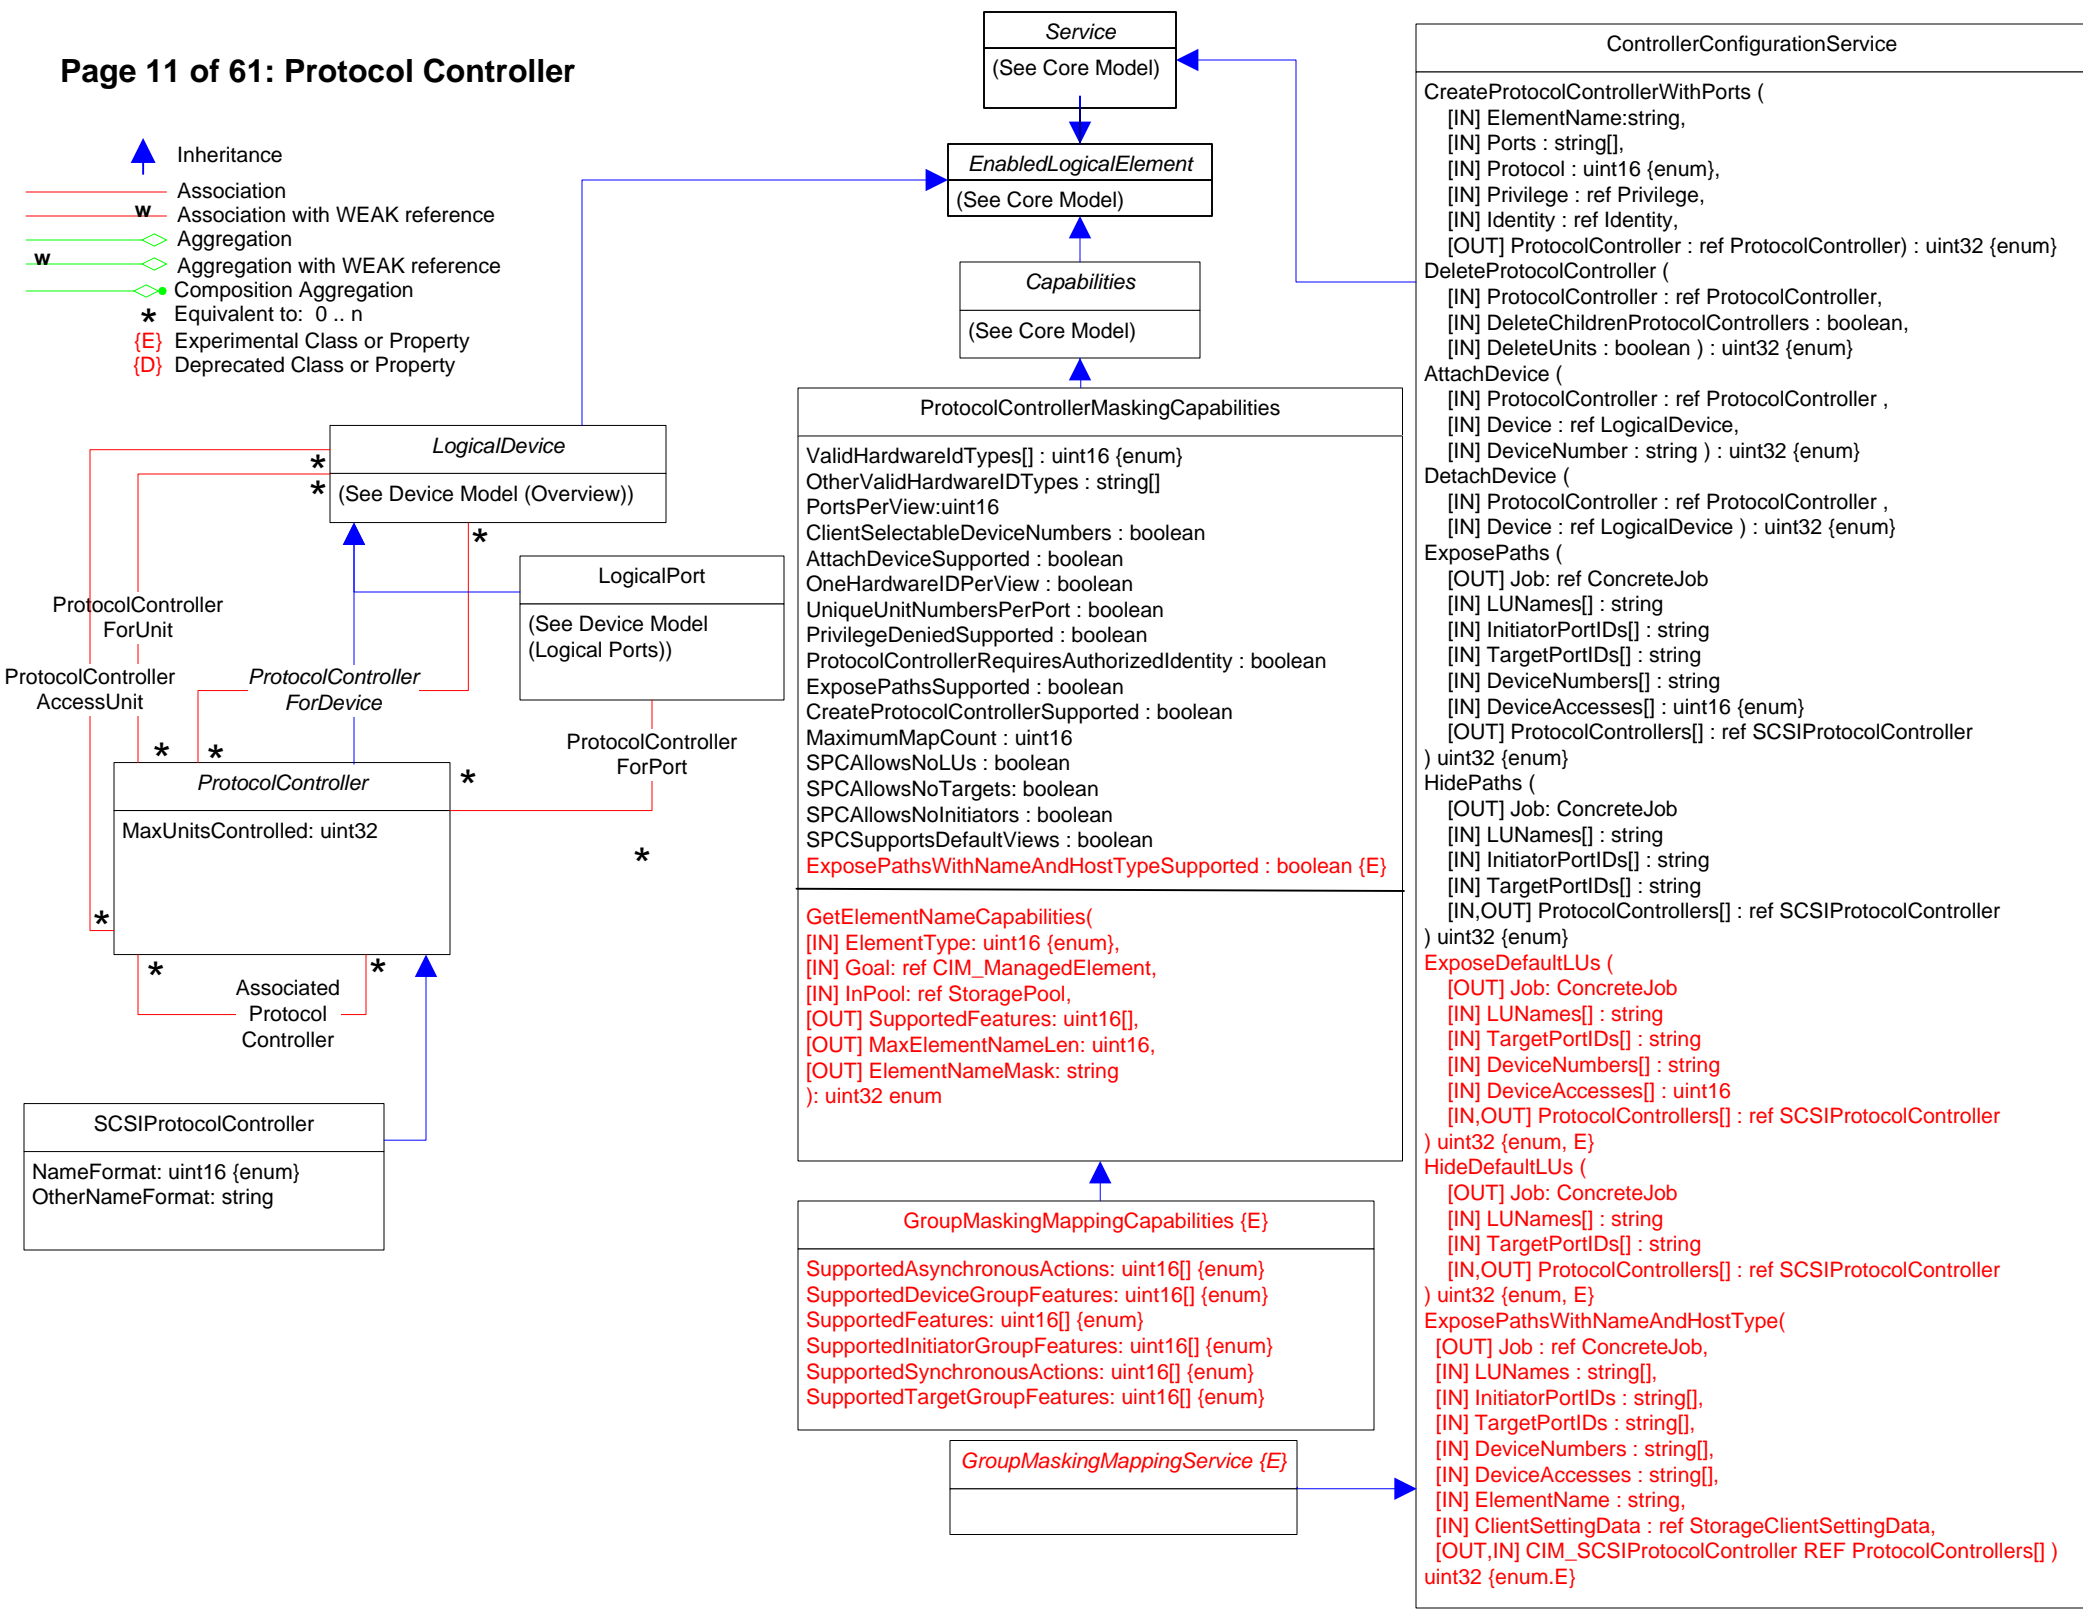 Page 11 of 61: Protocol Controller
Inheritance
Association
w Association with WEAK reference
Aggregation
w Aggregation with WEAK reference
Composition Aggregation
* Equivalent to: 0 .. n
{E} Experimental Class or Property
{D} Deprecated Class or Property
Service
(See Core Model)
EnabledLogicalElement
(See Core Model)
Capabilities
(See Core Model)
LogicalDevice
(See Device Model (Overview))
*
*
*
LogicalPort
(See Device Model
(Logical Ports))
ProtocolController
ForUnit
ProtocolController
AccessUnit
ProtocolController
ForDevice
ProtocolController
ForPort
*
*
*
*
ProtocolController
MaxUnitsControlled: uint32
*
*
*
Associated
Protocol
Controller
SCSIProtocolController
NameFormat: uint16 {enum}
OtherNameFormat: string
ProtocolControllerMaskingCapabilities
ValidHardwareIdTypes[] : uint16 {enum}
OtherValidHardwareIDTypes : string[]
PortsPerView:uint16
ClientSelectableDeviceNumbers : boolean
AttachDeviceSupported : boolean
OneHardwareIDPerView : boolean
UniqueUnitNumbersPerPort : boolean
PrivilegeDeniedSupported : boolean
ProtocolControllerRequiresAuthorizedIdentity : boolean
ExposePathsSupported : boolean
CreateProtocolControllerSupported : boolean
MaximumMapCount : uint16
SPCAllowsNoLUs : boolean
SPCAllowsNoTargets: boolean
SPCAllowsNoInitiators : boolean
SPCSupportsDefaultViews : boolean
ExposePathsWithNameAndHostTypeSupported : boolean {E}
GetElementNameCapabilities(
[IN] ElementType: uint16 {enum},
[IN] Goal: ref CIM_ManagedElement,
[IN] InPool: ref StoragePool,
[OUT] SupportedFeatures: uint16[],
[OUT] MaxElementNameLen: uint16,
[OUT] ElementNameMask: string
): uint32 enum
GroupMaskingMappingCapabilities {E}
SupportedAsynchronousActions: uint16[] {enum}
SupportedDeviceGroupFeatures: uint16[] {enum}
SupportedFeatures: uint16[] {enum}
SupportedInitiatorGroupFeatures: uint16[] {enum}
SupportedSynchronousActions: uint16[] {enum}
SupportedTargetGroupFeatures: uint16[] {enum}
GroupMaskingMappingService {E}
ControllerConfigurationService
CreateProtocolControllerWithPorts (
[IN] ElementName:string,
[IN] Ports : string[],
[IN] Protocol : uint16 {enum},
[IN] Privilege : ref Privilege,
[IN] Identity : ref Identity,
[OUT] ProtocolController : ref ProtocolController) : uint32 {enum}
DeleteProtocolController (
[IN] ProtocolController : ref ProtocolController,
[IN] DeleteChildrenProtocolControllers : boolean,
[IN] DeleteUnits : boolean ) : uint32 {enum}
AttachDevice (
[IN] ProtocolController : ref ProtocolController ,
[IN] Device : ref LogicalDevice,
[IN] DeviceNumber : string ) : uint32 {enum}
DetachDevice (
[IN] ProtocolController : ref ProtocolController ,
[IN] Device : ref LogicalDevice ) : uint32 {enum}
ExposePaths (
[OUT] Job: ref ConcreteJob
[IN] LUNames[] : string
[IN] InitiatorPortIDs[] : string
[IN] TargetPortIDs[] : string
[IN] DeviceNumbers[] : string
[IN] DeviceAccesses[] : uint16 {enum}
[OUT] ProtocolControllers[] : ref SCSIProtocolController
) uint32 {enum}
HidePaths (
[OUT] Job: ConcreteJob
[IN] LUNames[] : string
[IN] InitiatorPortIDs[] : string
[IN] TargetPortIDs[] : string
[IN,OUT] ProtocolControllers[] : ref SCSIProtocolController
) uint32 {enum}
ExposeDefaultLUs (
[OUT] Job: ConcreteJob
[IN] LUNames[] : string
[IN] TargetPortIDs[] : string
[IN] DeviceNumbers[] : string
[IN] DeviceAccesses[] : uint16
[IN,OUT] ProtocolControllers[] : ref SCSIProtocolController
) uint32 {enum, E}
HideDefaultLUs (
[OUT] Job: ConcreteJob
[IN] LUNames[] : string
[IN] TargetPortIDs[] : string
[IN,OUT] ProtocolControllers[] : ref SCSIProtocolController
) uint32 {enum, E}
ExposePathsWithNameAndHostType(
[OUT] Job : ref ConcreteJob,
[IN] LUNames : string[],
[IN] InitiatorPortIDs : string[],
[IN] TargetPortIDs : string[],
[IN] DeviceNumbers : string[],
[IN] DeviceAccesses : string[],
[IN] ElementName : string,
[IN] ClientSettingData : ref StorageClientSettingData,
[OUT,IN] CIM_SCSIProtocolController REF ProtocolControllers[] )
uint32 {enum.E}